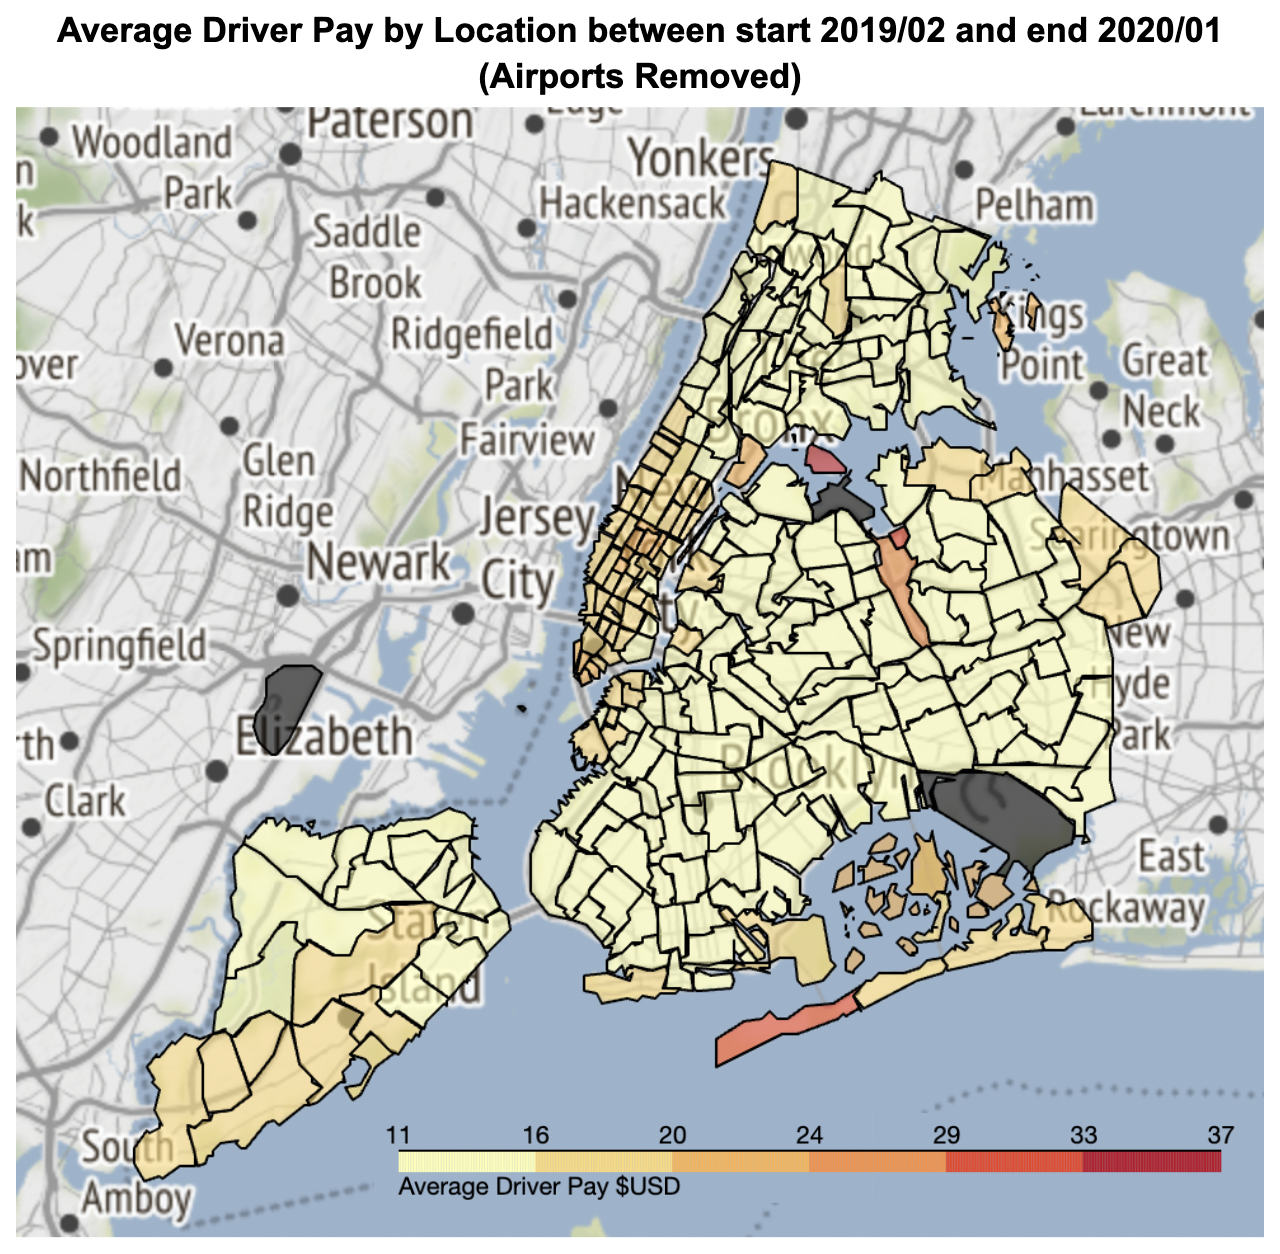 Average Driver Pay by Location between start 2019/02 and end 2020/01
(Airports Removed)
Paterson
Woodland
Park
Yonkers
Hackensack
Pelham
Saddle
Brook
Verona
Ridgefield
Park
Kings
Point
Great
Neck
Fairview
Bronx
Glen
Ridge
Northfield
Manhasset
Jersey
City
Searingtown
Newark
New
Hyde
Park
Springfield
Elizabeth
Brooklyn
Clark
East
Rockaway
Staten
Island
South
Amboy
11 16 20 24 29 33 37
Average Driver Pay $USD